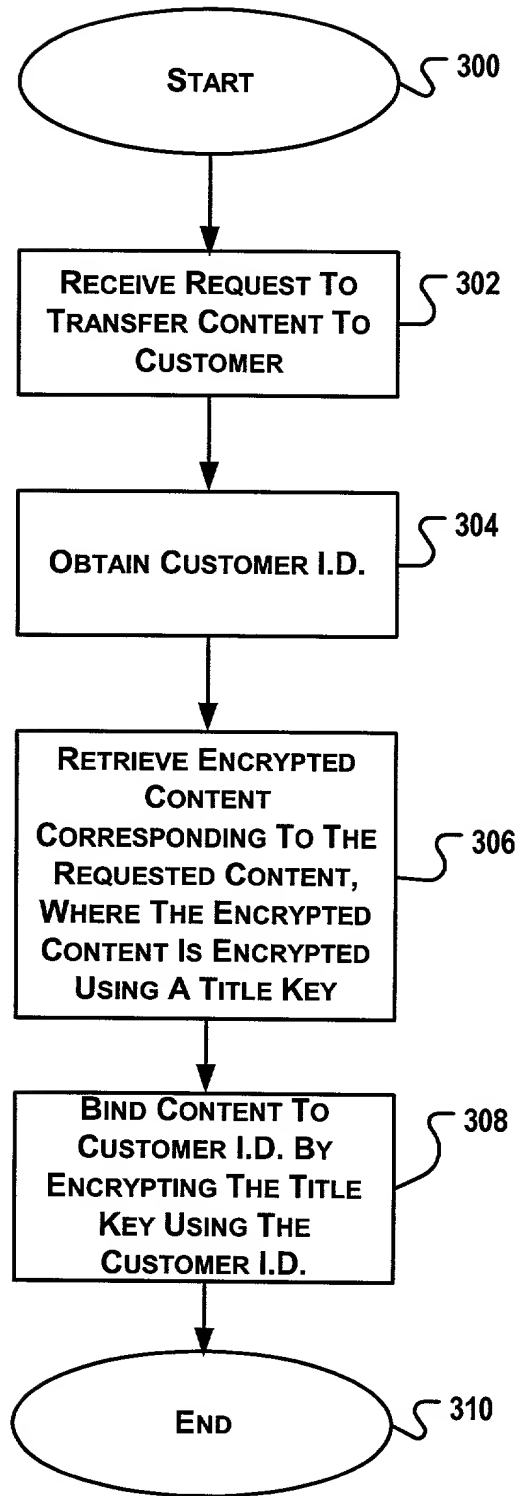 START
300
RECEIVE REQUEST TO
TRANSFER CONTENT TO
CUSTOMER
302
OBTAIN CUSTOMER I.D.
304
RETRIEVE ENCRYPTED
CONTENT
CORRESPONDING TO THE
REQUESTED CONTENT,
WHERE THE ENCRYPTED
CONTENT IS ENCRYPTED
USING A TITLE KEY
306
BIND CONTENT TO
CUSTOMER I.D. BY
ENCRYPTING THE TITLE
KEY USING THE
CUSTOMER I.D.
308
END
310